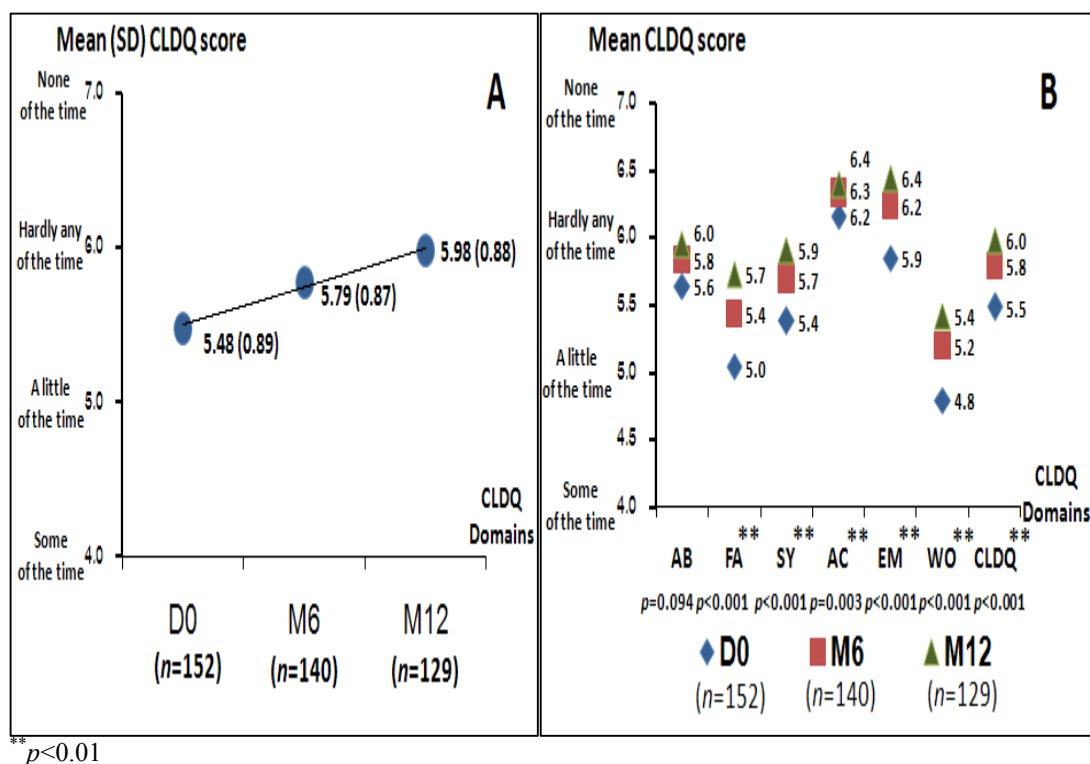 Mean (SD) CLDQ score
A
None
of the time
7.0
Hardly any
of the time
6.0
5.98 (0.88)
5.79 (0.87)
5.48 (0.89)
A little
of the time
5.0
CLDQ
Domains
Some
of the time
4.0
D0
M6
M12
(n=152)
(n=140)
(n=129)
Mean CLDQ score
B
None
of the time
7.0
6.5
Hardly any
of the time
6.0
5.5
A little
of the time
5.0
4.5
Some
of the time
4.0
6.0
5.8
5.6
5.7
5.4
5.0
5.9
5.7
5.4
6.4
6.3
6.2
6.4
6.2
5.9
5.4
5.2
4.8
6.0
5.8
5.5
CLDQ
Domains
AB FA ** SY ** AC ** EM ** WO ** CLDQ **
p=0.094 p<0.001 p<0.001 p=0.003 p<0.001 p<0.001 p<0.001
D0 M6 M12
(n=152) (n=140) (n=129)
**p<0.01